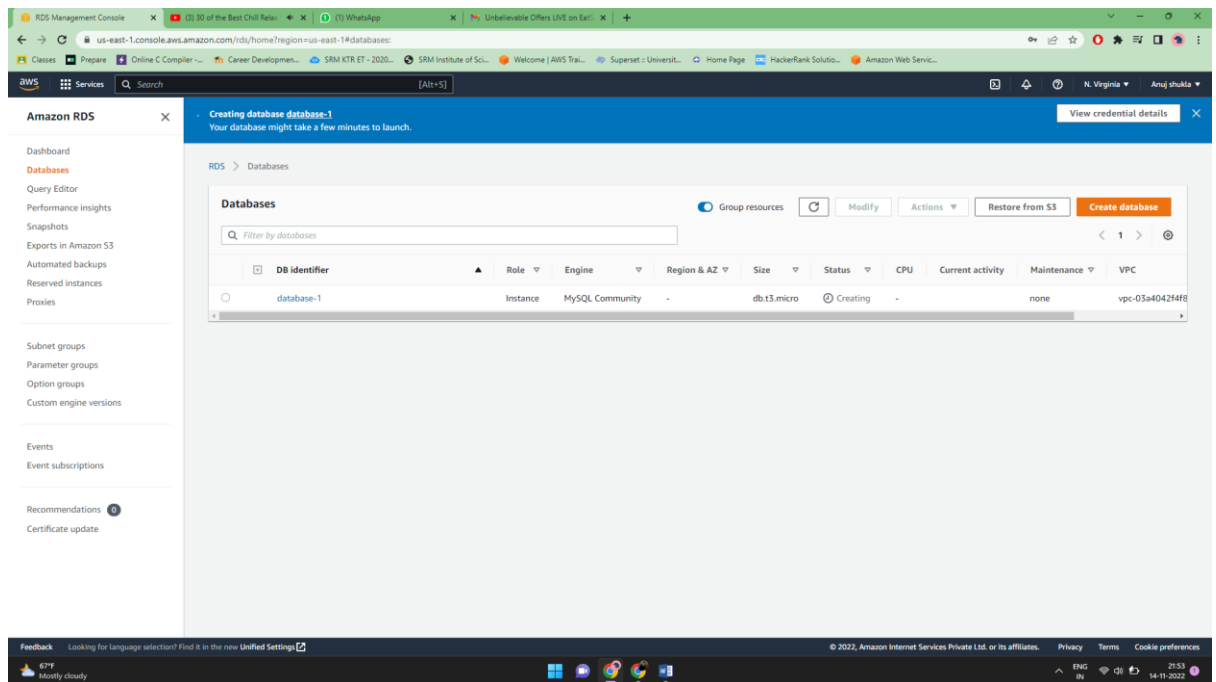 RDS Management Console
(3) 30 of the Best Chill Relax
(1) WhatsApp
Unbelievable Offers LIVE on EatS
us-east-1.console.aws.amazon.com/rds/home?region=us-east-1#databases:
Classes Prepare Online C Compiler -... Career Developmen... SRM KTR ET - 2020... SRM Institute of Sci... Welcome | AWS Trai... Superset :: Universit... Home Page HackerRank Solutio... Amazon Web Servic...
aws Services Search [Alt+S] N. Virginia Anuj shukla
Amazon RDS
Dashboard
Databases
Query Editor
Performance insights
Snapshots
Exports in Amazon S3
Automated backups
Reserved instances
Proxies
Subnet groups
Parameter groups
Option groups
Custom engine versions
Events
Event subscriptions
Recommendations 0
Certificate update
Creating database database-1
Your database might take a few minutes to launch.
View credential details
RDS > Databases
Databases
Group resources Modify Actions Restore from S3 Create database
Filter by databases
1
DB identifier Role Engine Region & AZ Size Status CPU Current activity Maintenance VPC
database-1 Instance MySQL Community - db.t3.micro Creating - none vpc-03a4042f4f8
Feedback Looking for language selection? Find it in the new Unified Settings © 2022, Amazon Internet Services Private Ltd. or its affiliates. Privacy Terms Cookie preferences
67°F
Mostly cloudy
ENG
IN
21:53
14-11-2022
1